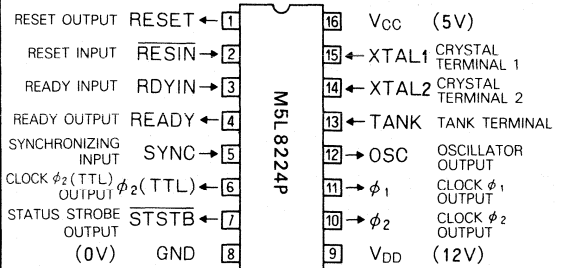 RESET OUTPUT RESET ← 1
RESET INPUT RESIN → 2
READY INPUT RDYIN → 3
READY OUTPUT READY ← 4
SYNCHRONIZING
INPUT SYNC → 5
CLOCK φ2(TTL)
OUTPUT φ2(TTL) ← 6
STATUS STROBE
OUTPUT STSTB ← 7
(0V) GND 8
M5L8224P
16 VCC (5V)
15 ← XTAL1 CRYSTAL
TERMINAL 1
14 ← XTAL2 CRYSTAL
TERMINAL 2
13 ← TANK TANK TERMINAL
12 → OSC OSCILLATOR
OUTPUT
11 → φ1 CLOCK φ1
OUTPUT
10 → φ2 CLOCK φ2
OUTPUT
9 VDD (12V)